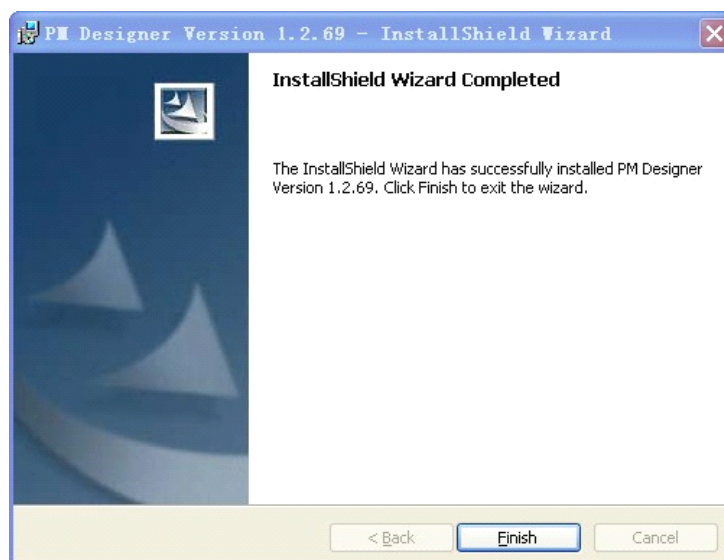 PM Designer Version 1.2.69 - InstallShield Wizard
InstallShield Wizard Completed
The InstallShield Wizard has successfully installed PM Designer
Version 1.2.69. Click Finish to exit the wizard.
< Back
Finish
Cancel